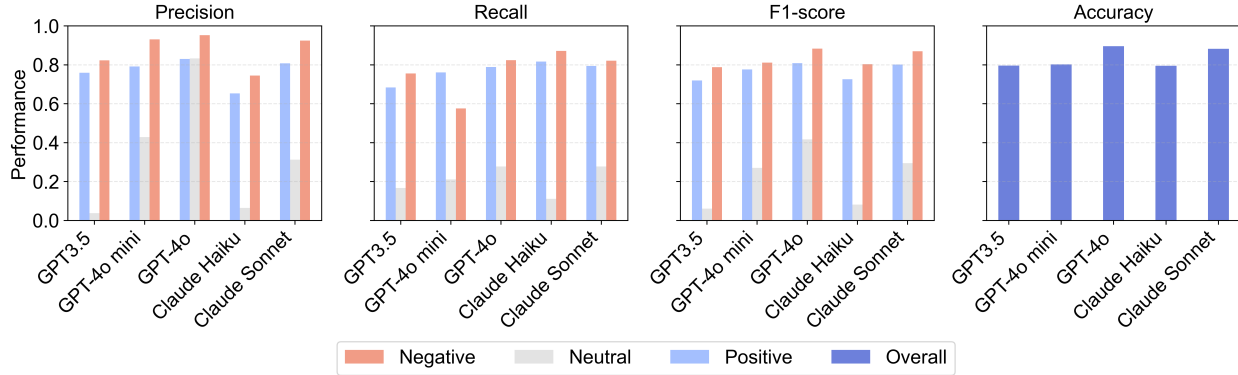 Precision
Recall
F1-score
Accuracy
Performance
1.0
0.8
0.6
0.4
0.2
0.0
GPT3.5
GPT-4o mini
GPT-4o
Claude Haiku
Claude Sonnet
GPT3.5
GPT-4o mini
GPT-4o
Claude Haiku
Claude Sonnet
GPT3.5
GPT-4o mini
GPT-4o
Claude Haiku
Claude Sonnet
GPT3.5
GPT-4o mini
GPT-4o
Claude Haiku
Claude Sonnet
Negative Neutral Positive Overall